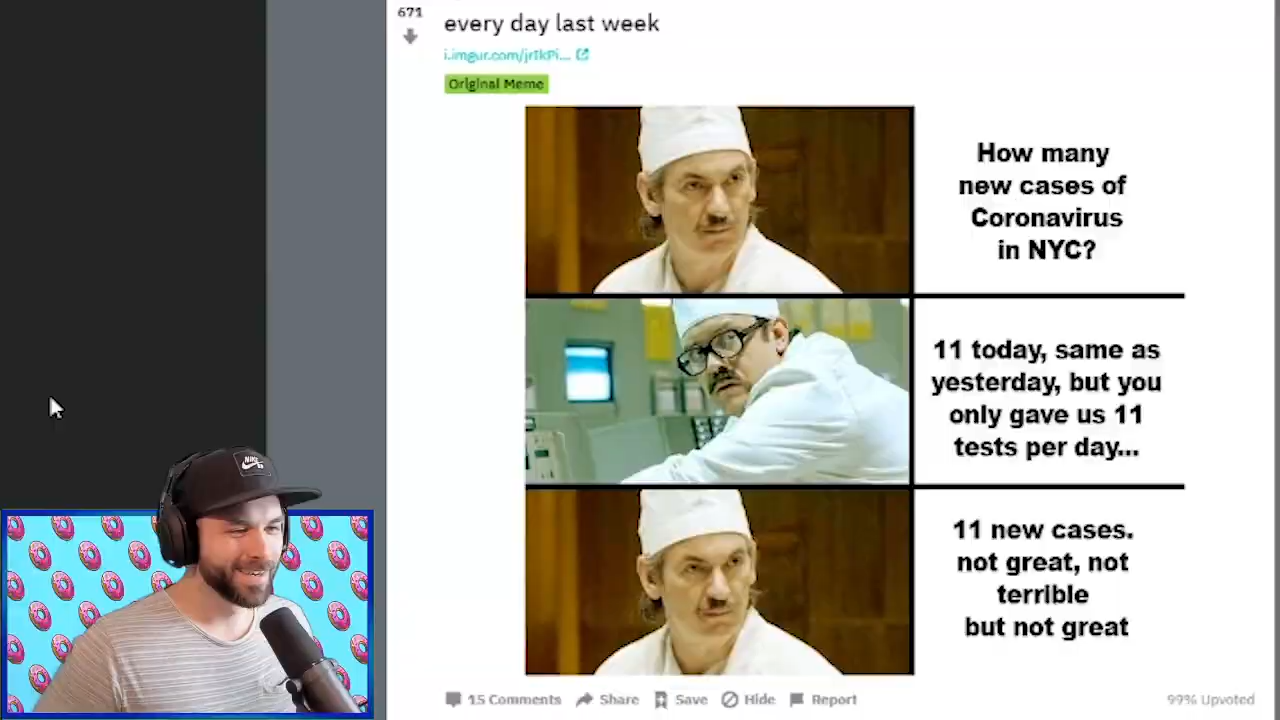 671
every day last week
i.imgur.com/jrIkPi...
Original Meme
How many
new cases of
Coronavirus
in NYC?
11 today, same as
yesterday, but you
only gave us 11
tests per day...
11 new cases.
not great, not
terrible
but not great
15 Comments Share Save Hide Report 99% Upvoted
NIKE